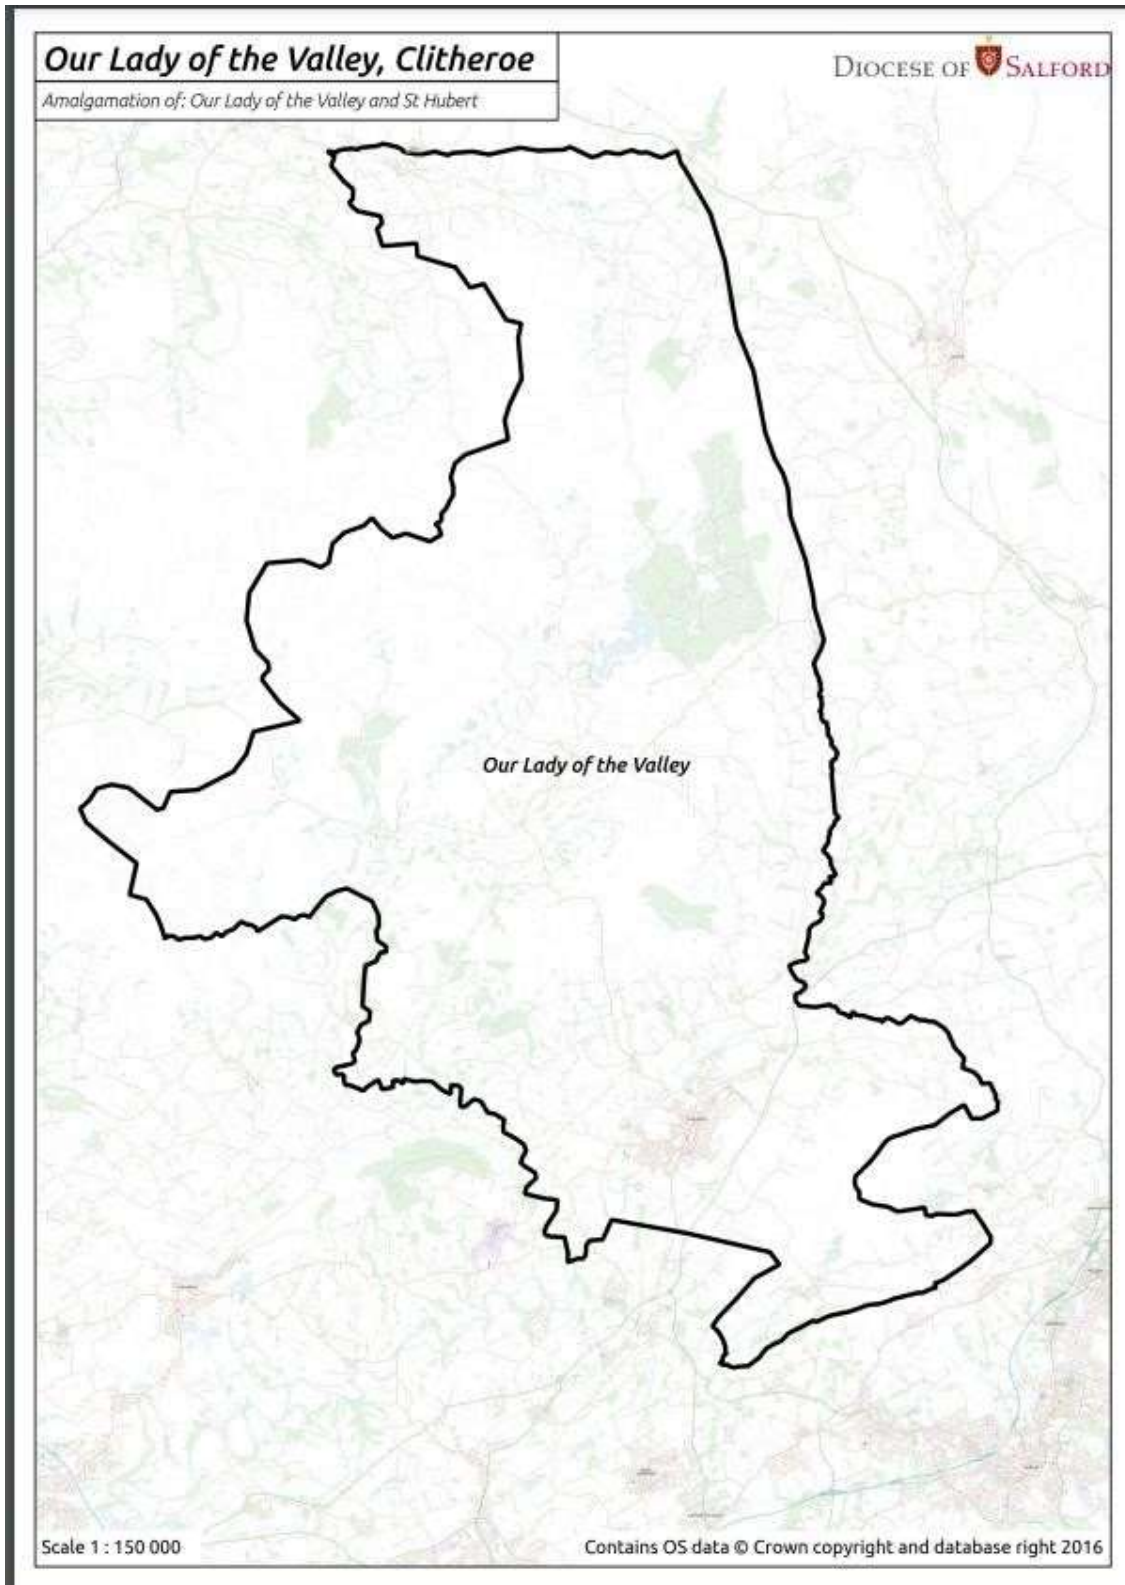 Our Lady of the Valley, Clitheroe
Amalgamation of: Our Lady of the Valley and St Hubert
DIOCESE OF SALFORD
Our Lady of the Valley
Scale 1 : 150 000
Contains OS data © Crown copyright and database right 2016